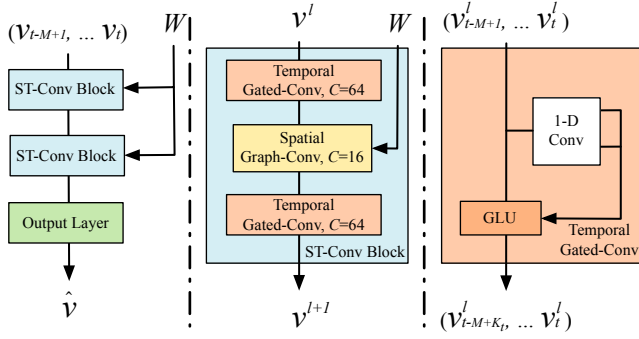 (v_{t-M+1}, ... v_t)
W
ST-Conv Block
ST-Conv Block
Output Layer
v̂
v^l
W
Temporal
Gated-Conv, C=64
Spatial
Graph-Conv, C=16
Temporal
Gated-Conv, C=64
ST-Conv Block
v^{l+1}
(v^l_{t-M+1}, ... v^l_t)
1-D
Conv
GLU
Temporal
Gated-Conv
(v^l_{t-M+K_t}, ... v^l_t)